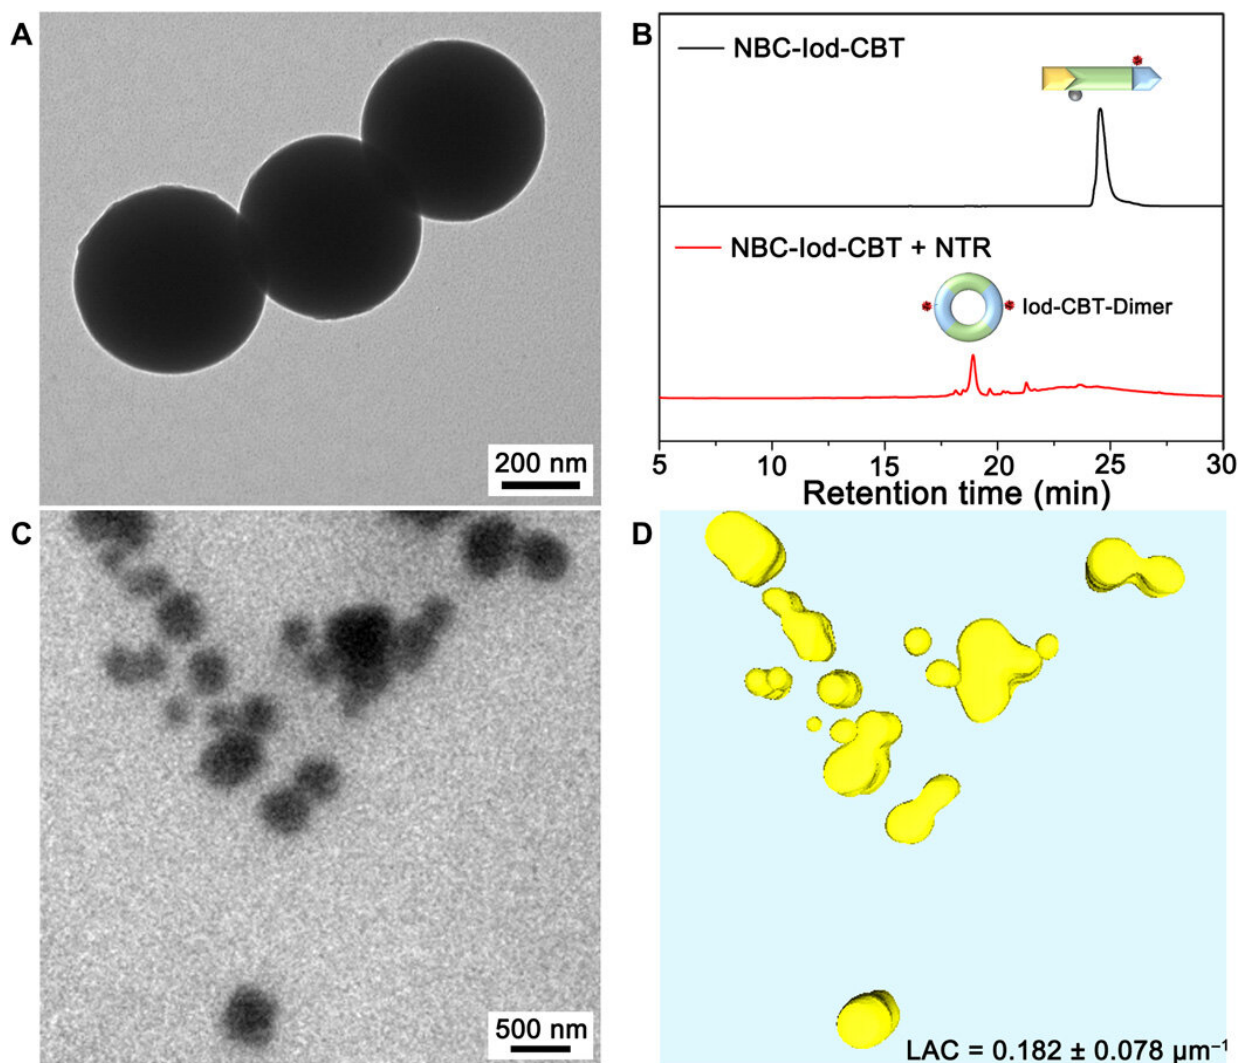 A
200 nm
B
NBC-Iod-CBT
NBC-Iod-CBT + NTR
Iod-CBT-Dimer
5 10 15 20 25 30
Retention time (min)
C
500 nm
D
LAC = 0.182 ± 0.078 µm⁻¹